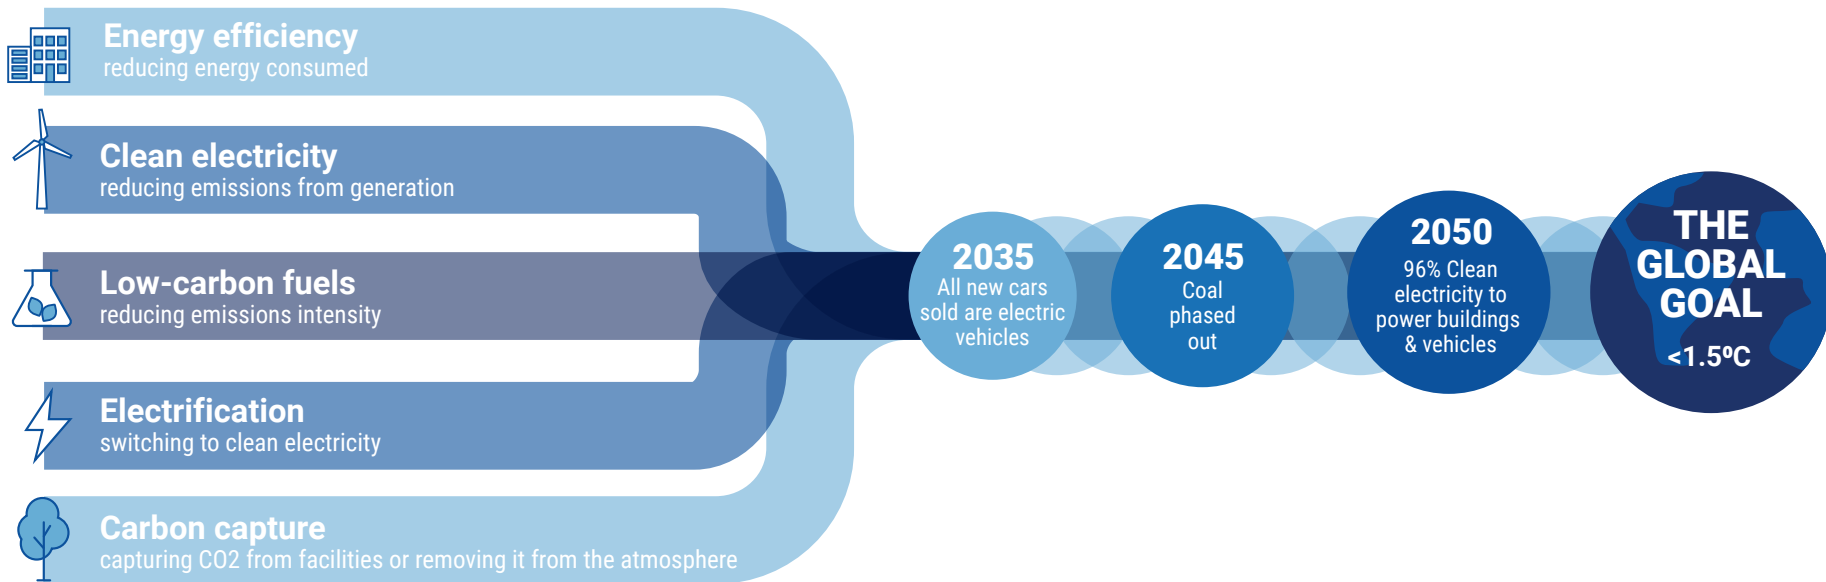 Energy efficiency
reducing energy consumed
Clean electricity
reducing emissions from generation
Low-carbon fuels
reducing emissions intensity
Electrification
switching to clean electricity
Carbon capture
capturing CO2 from facilities or removing it from the atmosphere
2035
All new cars
sold are electric
vehicles
2045
Coal
phased
out
2050
96% Clean
electricity to
power buildings
& vehicles
THE
GLOBAL
GOAL
<1.5ºC